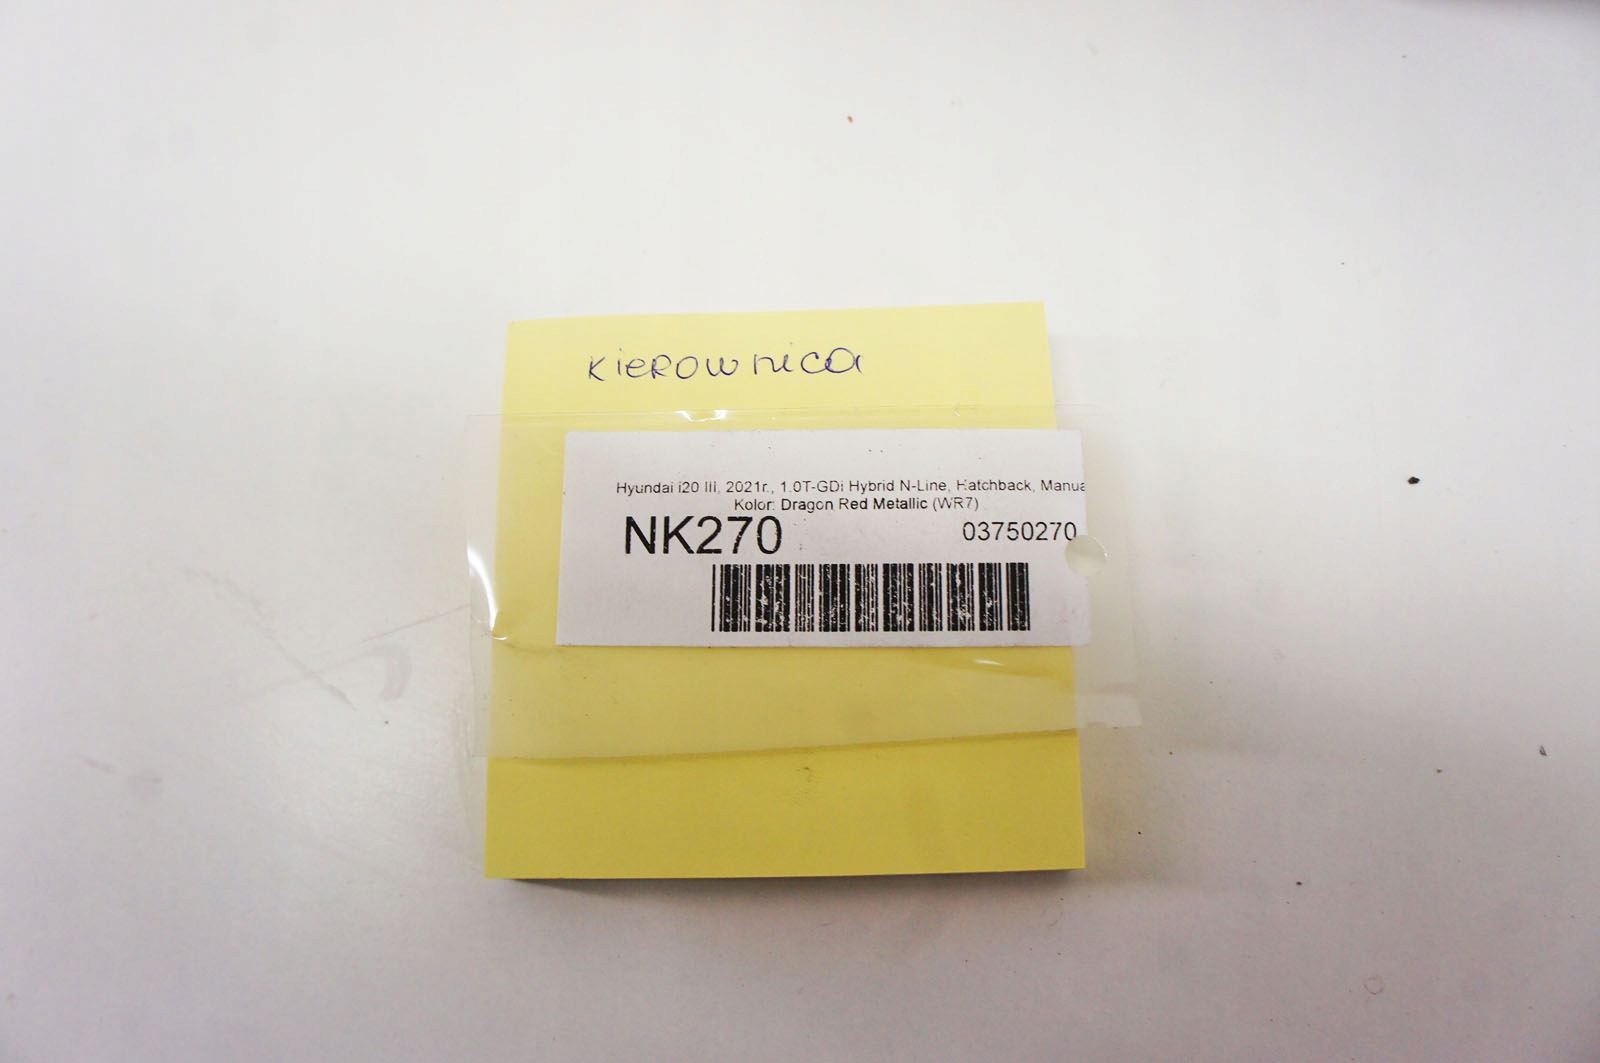 Kierownica
Hyundai i20 III, 2021r., 1.0T-GDi Hybrid N-Line, Hatchback, Manua
Kolor: Dragon Red Metallic (WR7)
NK270
03750270